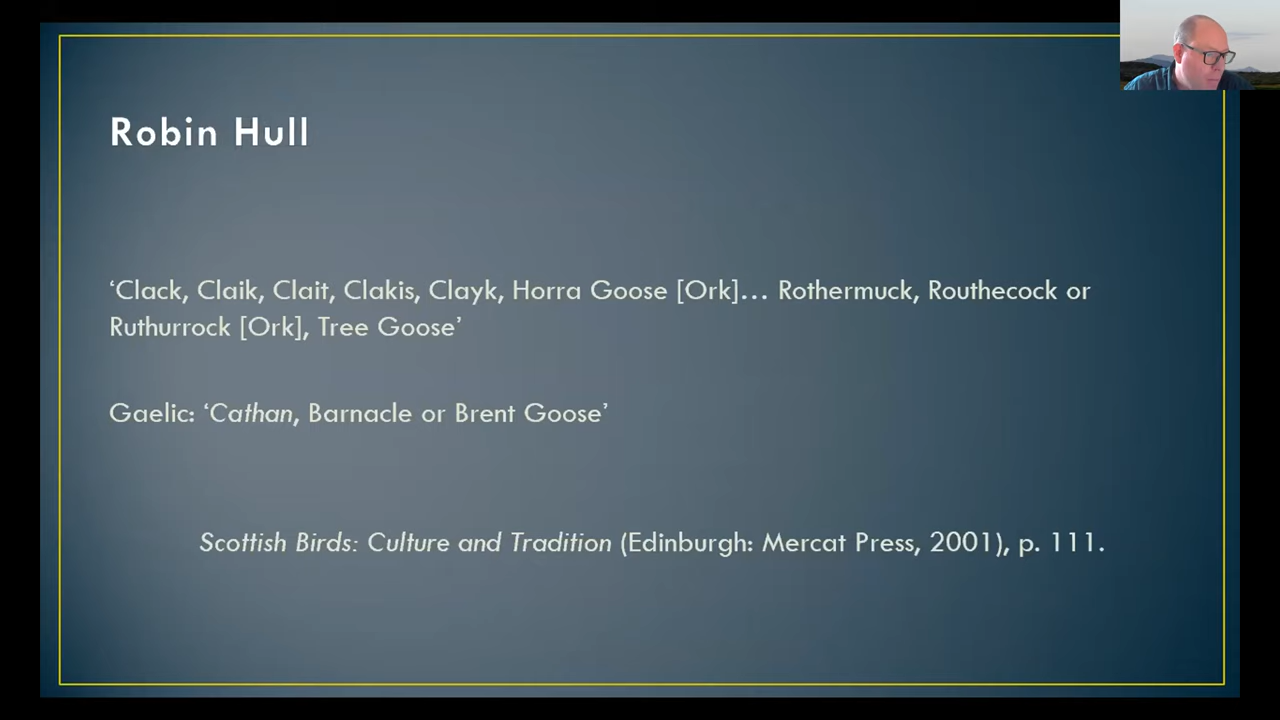 Robin Hull
‘Clack, Claik, Clait, Clakis, Clayk, Horra Goose [Ork]… Rothermuck, Routhecock or
Ruthurrock [Ork], Tree Goose’
Gaelic: ‘Cathan, Barnacle or Brent Goose’
Scottish Birds: Culture and Tradition (Edinburgh: Mercat Press, 2001), p. 111.